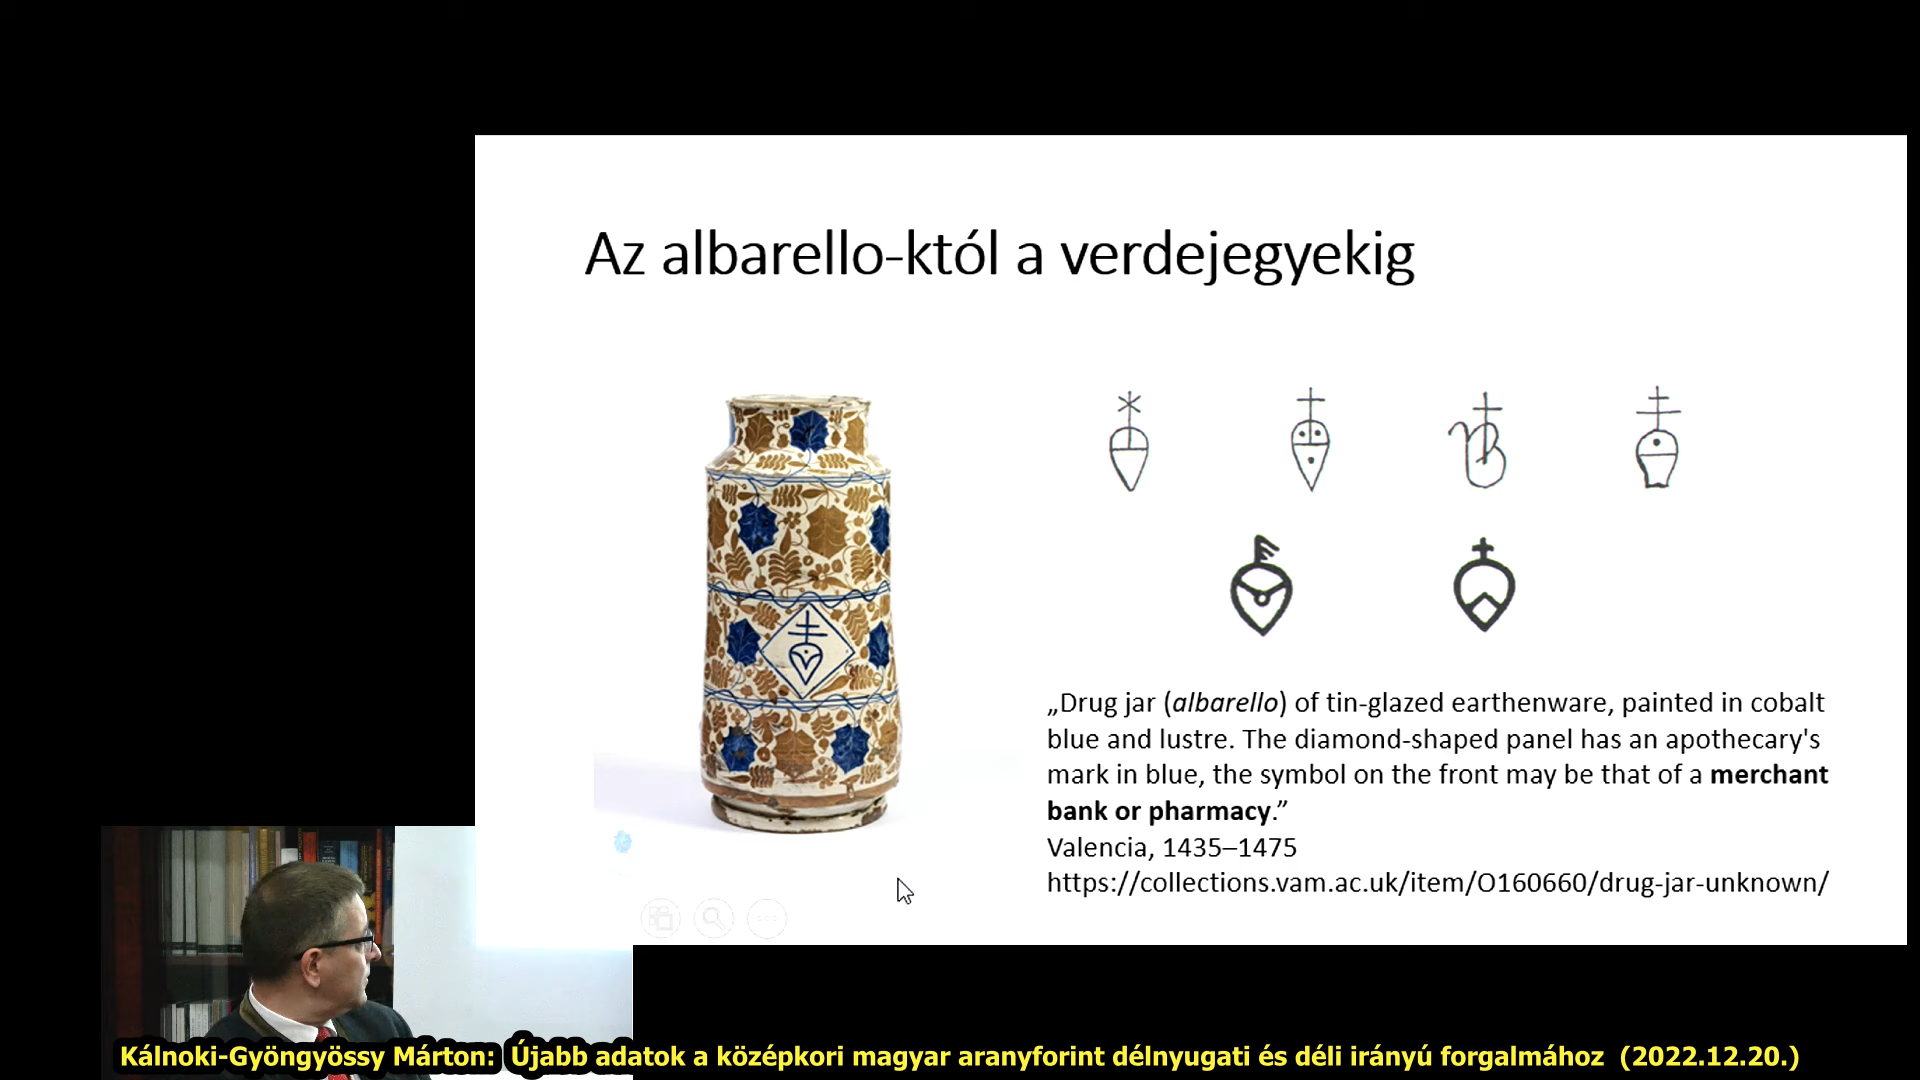 Az albarello-któl a verdejegyekig
„Drug jar (albarello) of tin-glazed earthenware, painted in cobalt
blue and lustre. The diamond-shaped panel has an apothecary's
mark in blue, the symbol on the front may be that of a merchant
bank or pharmacy.”
Valencia, 1435–1475
https://collections.vam.ac.uk/item/O160660/drug-jar-unknown/
Kálnoki-Gyöngyössy Márton: Újabb adatok a középkori magyar aranyforint délnyugati és déli irányú forgalmához (2022.12.20.)